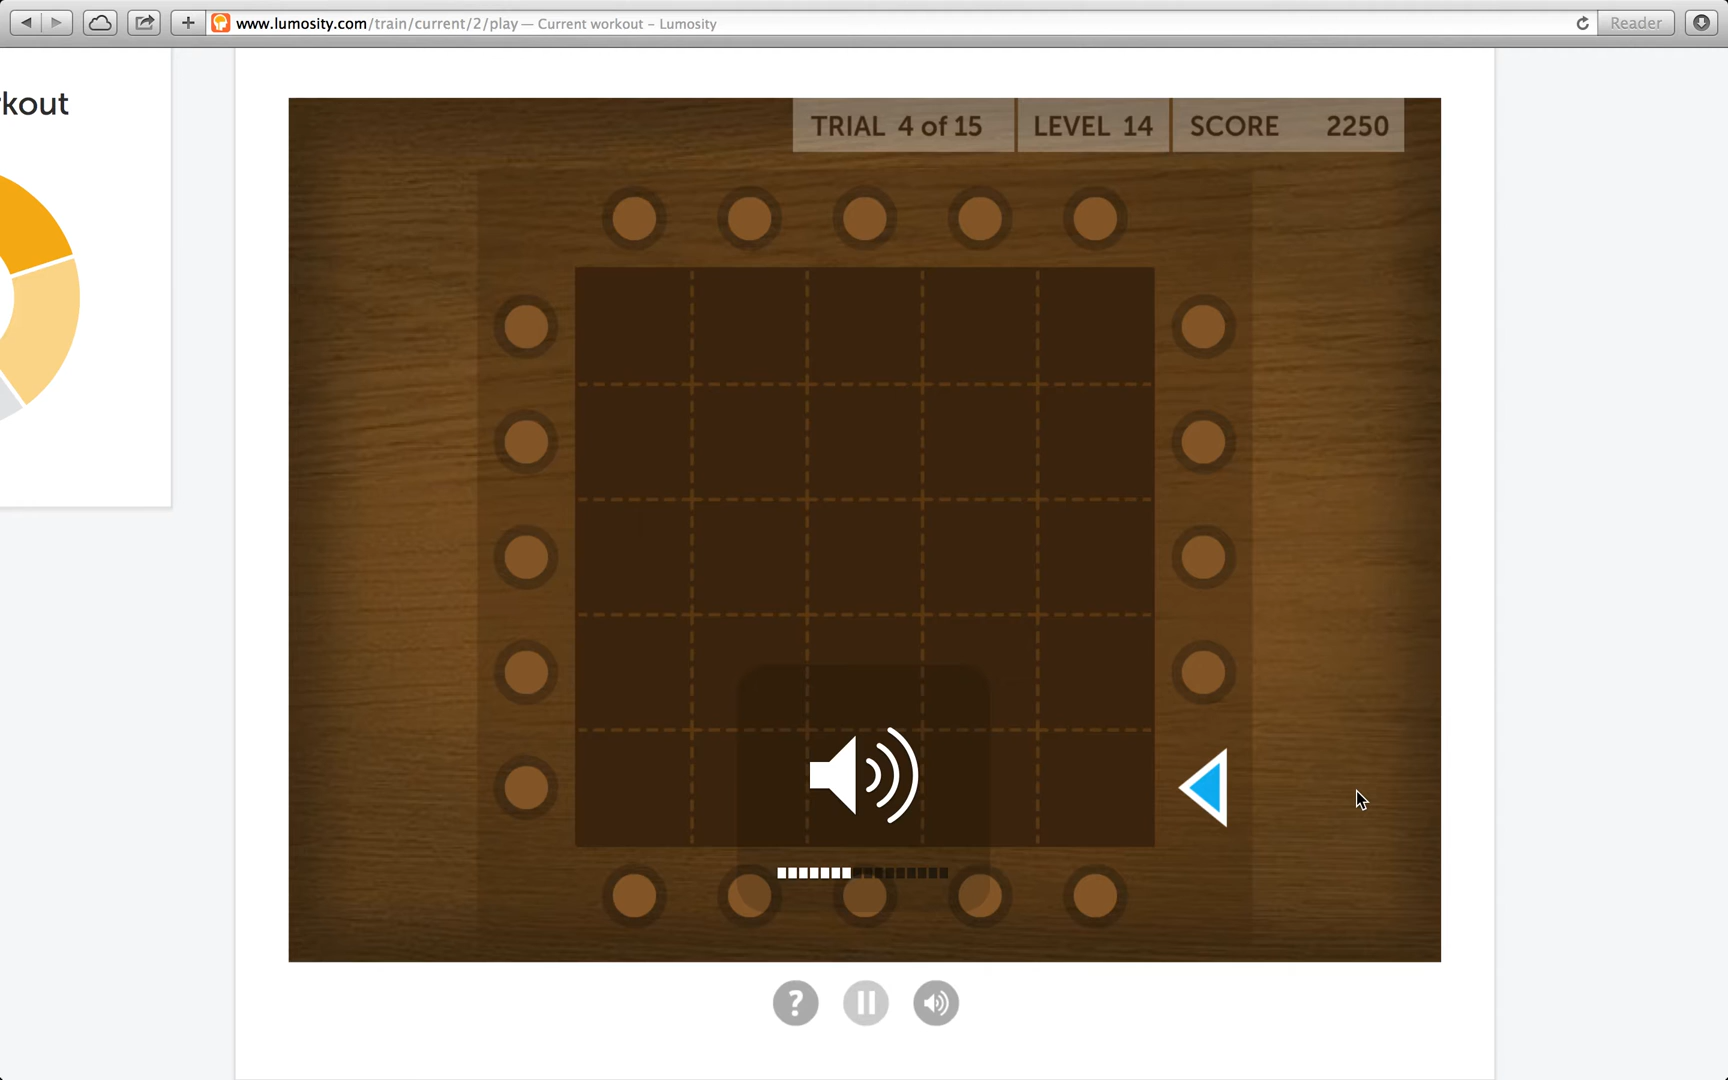 www.lumosity.com/train/current/2/play — Current workout – Lumosity
Reader
rkout
TRIAL 4 of 15
LEVEL 14
SCORE 2250
?